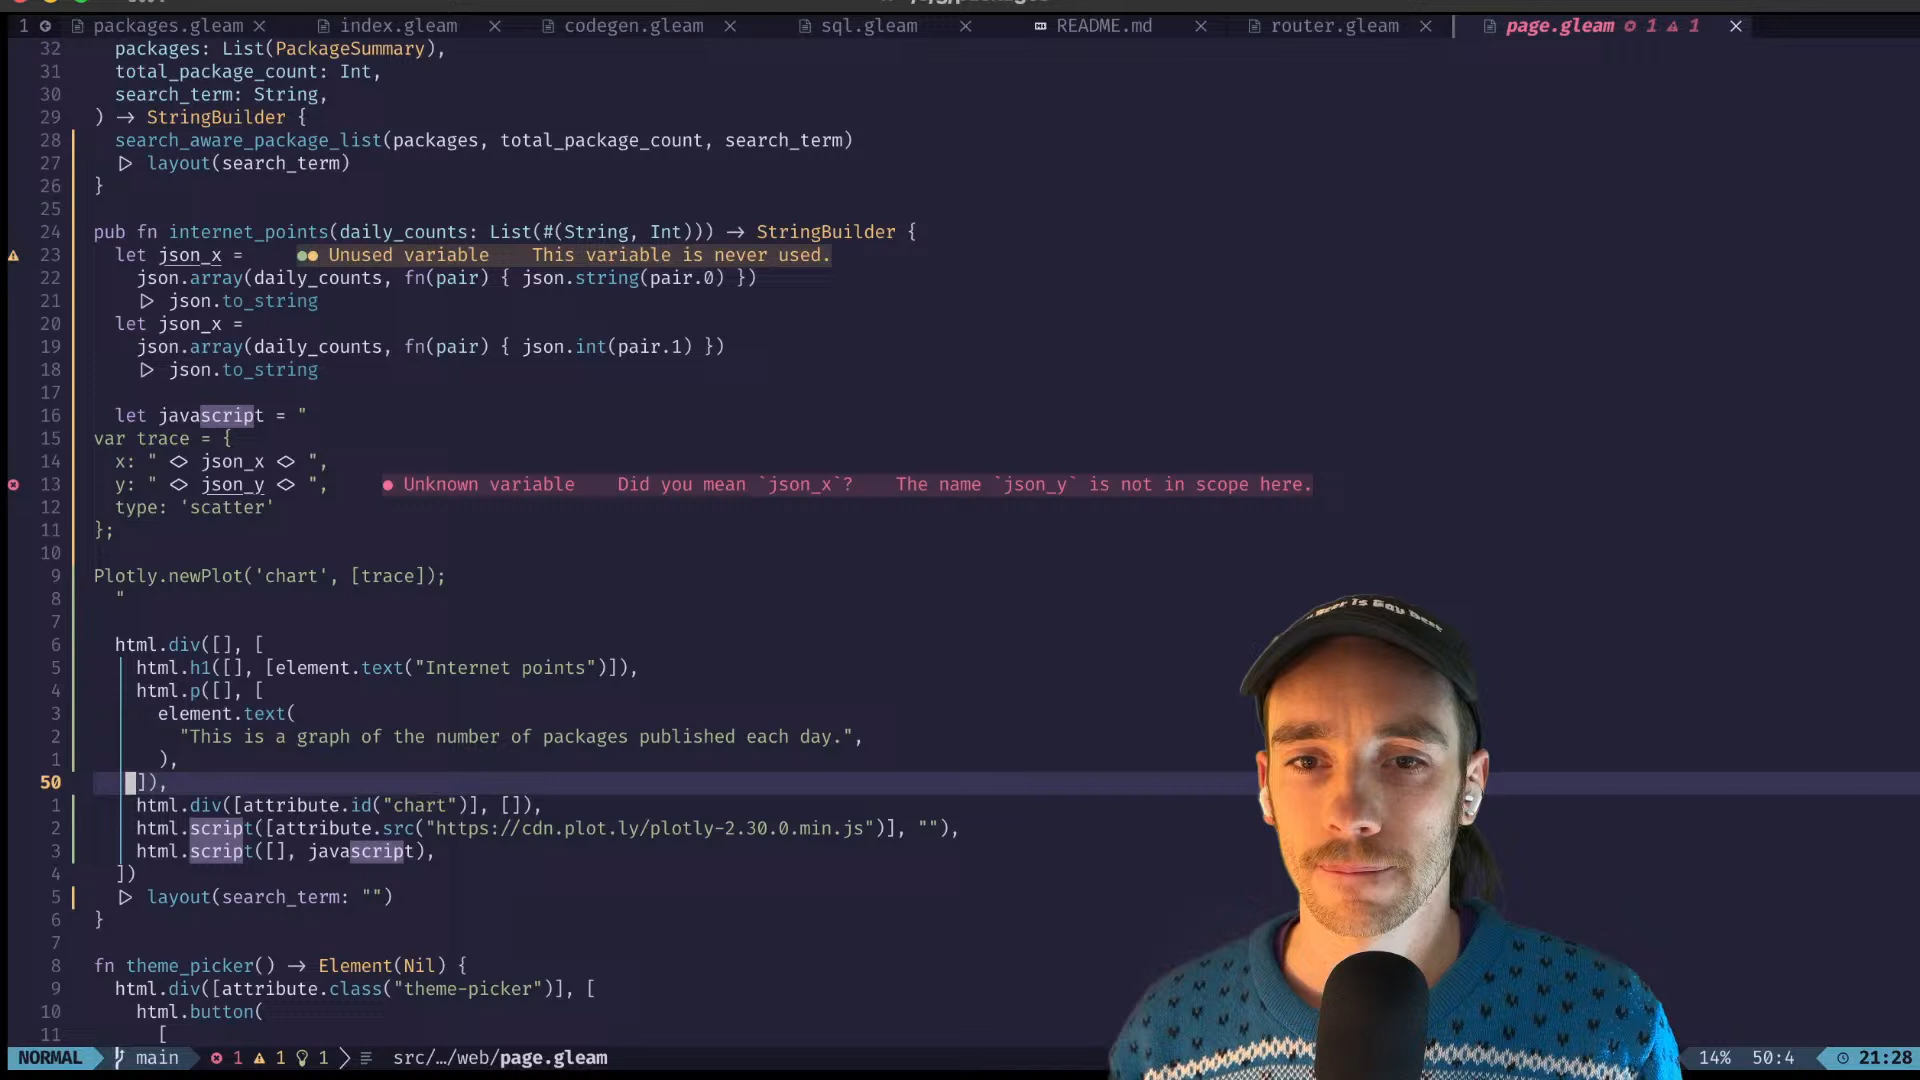 1 packages.gleam index.gleam codegen.gleam sql.gleam README.md router.gleam page.gleam 1 1
32 packages: List(PackageSummary),
31 total_package_count: Int,
30 search_term: String,
29 ) -> StringBuilder {
28 search_aware_package_list(packages, total_package_count, search_term)
27 |> layout(search_term)
26 }
25
24 pub fn internet_points(daily_counts: List(#(String, Int))) -> StringBuilder {
23 let json_x = Unused variable This variable is never used.
22 json.array(daily_counts, fn(pair) { json.string(pair.0) })
21 |> json.to_string
20 let json_x =
19 json.array(daily_counts, fn(pair) { json.int(pair.1) })
18 |> json.to_string
17
16 let javascript = "
15 var trace = {
14 x: " <> json_x <> ",
13 y: " <> json_y <> ", Unknown variable Did you mean `json_x`? The name `json_y` is not in scope here.
12 type: 'scatter'
11 };
10
9 Plotly.newPlot('chart', [trace]);
8 "
7
6 html.div([], [
5 html.h1([], [element.text("Internet points")]),
4 html.p([], [
3 element.text(
2 "This is a graph of the number of packages published each day.",
1 ),
50 ]),
1 html.div([attribute.id("chart")], []),
2 html.script([attribute.src("https://cdn.plot.ly/plotly-2.30.0.min.js")], ""),
3 html.script([], javascript),
4 ])
5 |> layout(search_term: "")
6 }
7
8 fn theme_picker() -> Element(Nil) {
9 html.div([attribute.class("theme-picker")], [
10 html.button(
11 [
NORMAL main 1 1 1 src/…/web/page.gleam 14% 50:4 21:28